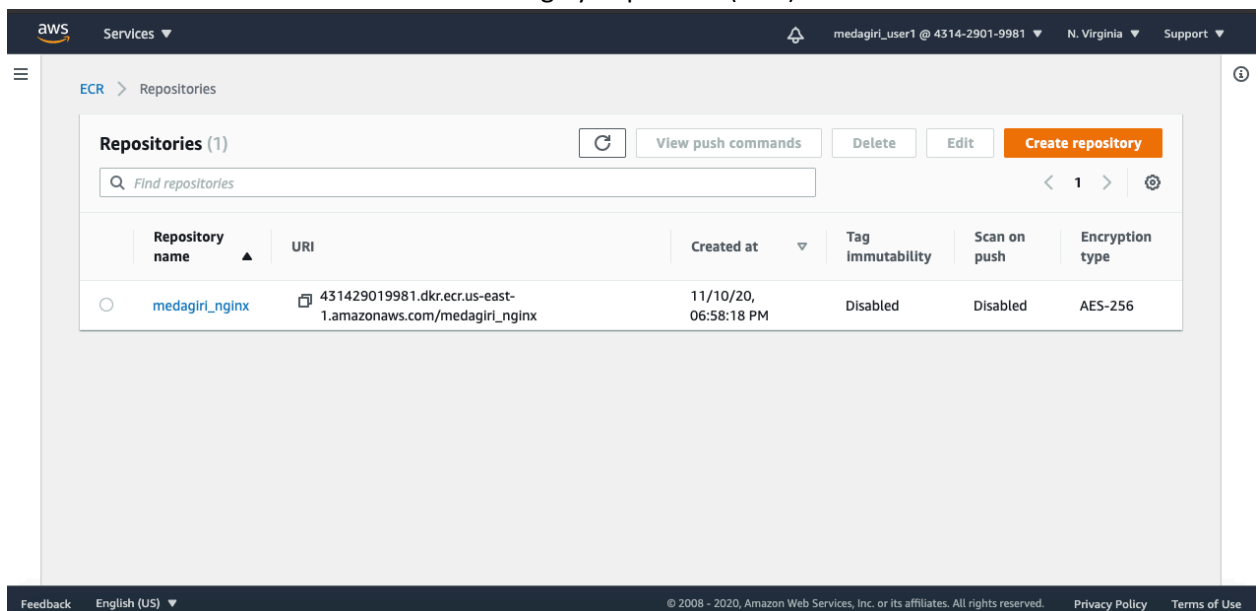 aws Services ▼ medagiri_user1 @ 4314-2901-9981 ▼ N. Virginia ▼ Support ▼
ECR > Repositories
Repositories (1) View push commands Delete Edit Create repository
Find repositories < 1 >
Repository name ▲ URI Created at ▽ Tag immutability Scan on push Encryption type
medagiri_nginx
431429019981.dkr.ecr.us-east-
1.amazonaws.com/medagiri_nginx
11/10/20,
06:58:18 PM
Disabled Disabled AES-256
Feedback English (US) ▼ © 2008 - 2020, Amazon Web Services, Inc. or its affiliates. All rights reserved. Privacy Policy Terms of Use